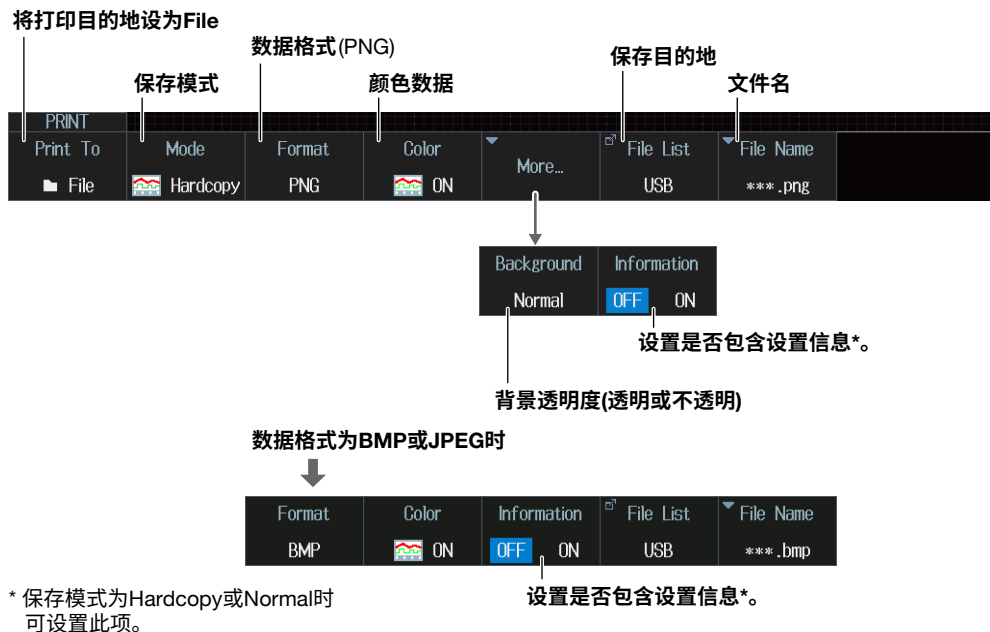 将打印目的地设为File
数据格式(PNG)
保存目的地
保存模式
颜色数据
文件名
PRINT
Print To
Mode
Format
Color
More...
File List
File Name
File
Hardcopy
PNG
ON
USB
***.png
Background
Information
Normal
OFF ON
设置是否包含设置信息*。
背景透明度(透明或不透明)
数据格式为BMP或JPEG时
Format
Color
Information
File List
File Name
BMP
ON
OFF ON
USB
***.bmp
设置是否包含设置信息*。
* 保存模式为Hardcopy或Normal时
可设置此项。